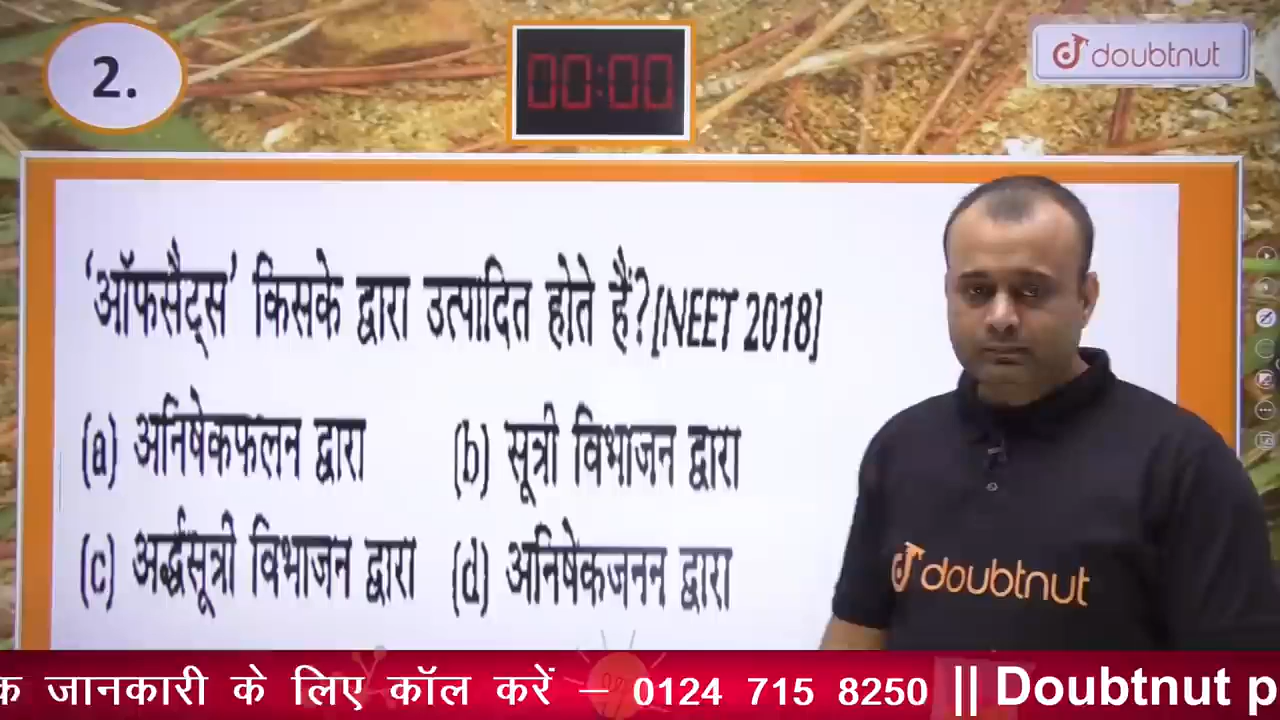 2.
00:00
doubtnut
'ऑफसैट्स' किसके द्वारा उत्पादित होते हैं?[NEET 2018]
(a) अनिषेकफलन द्वारा (b) सूत्री विभाजन द्वारा
(c) अर्द्धसूत्री विभाजन द्वारा (d) अनिषेकजनन द्वारा
doubtnut
क जानकारी के लिए कॉल करें – 0124 715 8250 || Doubtnut p